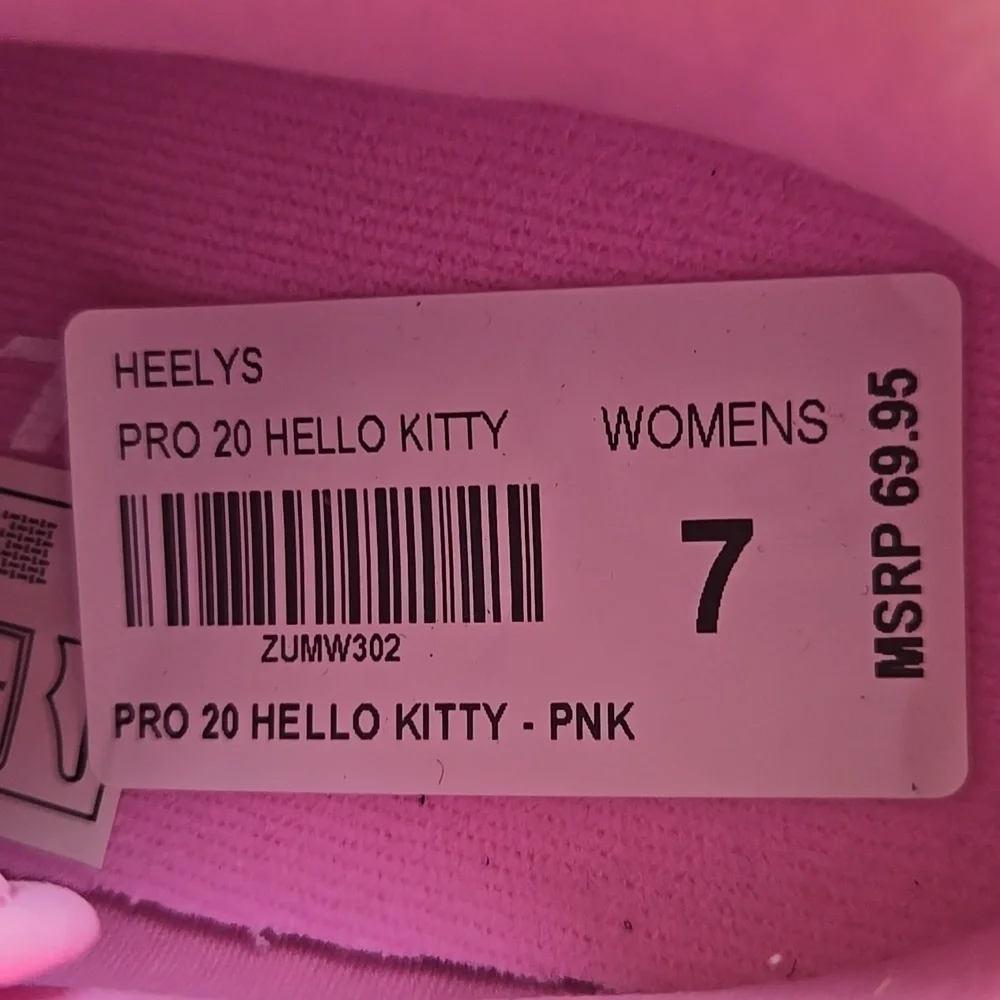 HEELYS
PRO 20 HELLO KITTY
WOMENS
7
ZUMW302
PRO 20 HELLO KITTY - PNK
MSRP 69.95